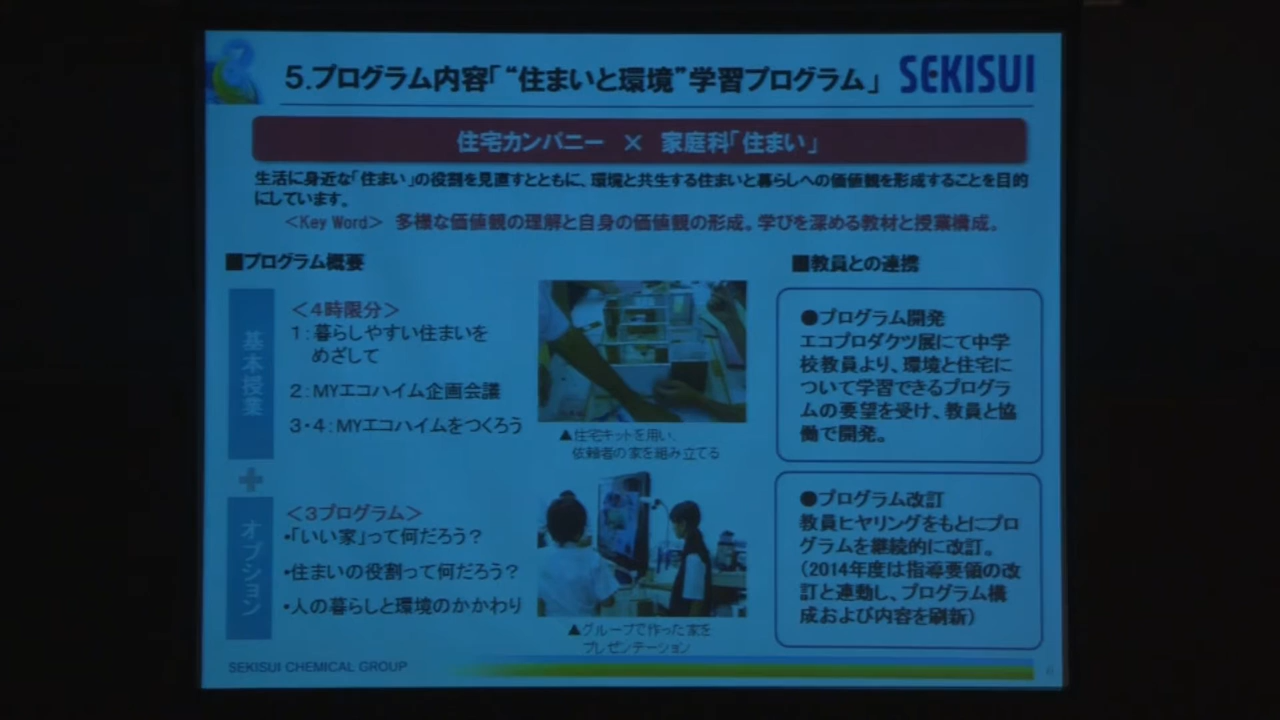 5.プログラム内容「“住まいと環境”学習プログラム」
SEKISUI
住宅カンパニー × 家庭科「住まい」
生活に身近な「住まい」の役割を見直すとともに、環境と共生する住まいと暮らしへの価値観を形成することを目的
にしています。
<Key Word> 多様な価値観の理解と自身の価値観の形成。学びを深める教材と授業構成。
■プログラム概要
基本授業
<4時限分>
1：暮らしやすい住まいを
めざして
2：MYエコハイム企画会議
3・4：MYエコハイムをつくろう
▲住宅キットを用い、
依頼者の家を組み立てる
＋
オプション
<3プログラム>
・「いい家」って何だろう？
・住まいの役割って何だろう？
・人の暮らしと環境のかかわり
▲グループで作った家を
プレゼンテーション
■教員との連携
●プログラム開発
エコプロダクツ展にて中学
校教員より、環境と住宅に
ついて学習できるプログラ
ムの要望を受け、教員と協
働で開発。
●プログラム改訂
教員ヒヤリングをもとにプロ
グラムを継続的に改訂。
(2014年度は指導要領の改
訂と連動し、プログラム構
成および内容を刷新)
SEKISUI CHEMICAL GROUP